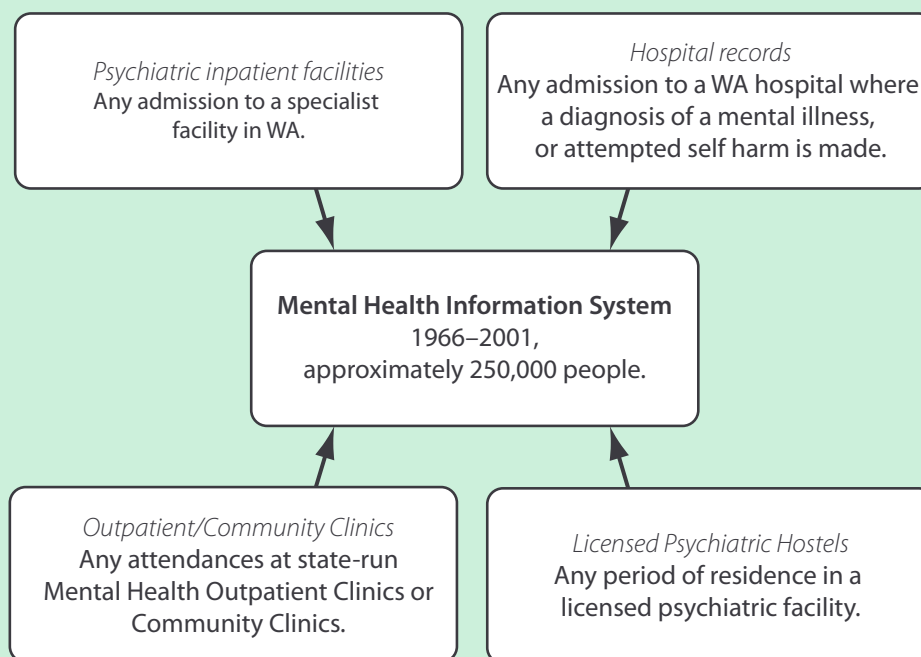 Psychiatric inpatient facilities
Any admission to a specialist
facility in WA.
Hospital records
Any admission to a WA hospital where
a diagnosis of a mental illness,
or attempted self harm is made.
Mental Health Information System
1966–2001,
approximately 250,000 people.
Outpatient/Community Clinics
Any attendances at state-run
Mental Health Outpatient Clinics or
Community Clinics.
Licensed Psychiatric Hostels
Any period of residence in a
licensed psychiatric facility.